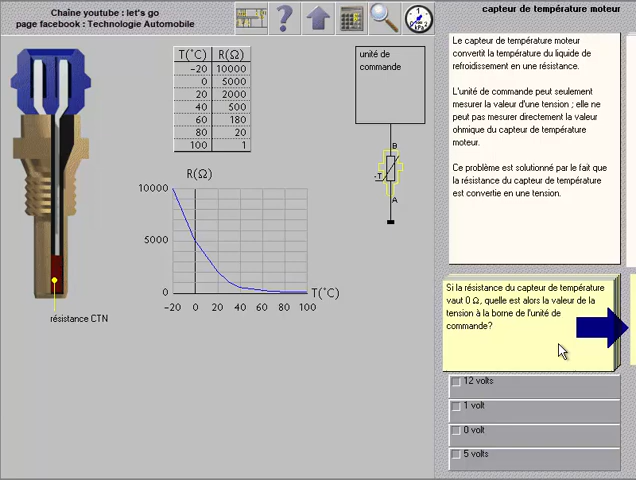 Chaîne youtube : let's go
page facebook : Technologie Automobile
capteur de température moteur
T(°C) R(Ω)
-20 10000
0 5000
20 2000
40 500
60 180
80 20
100 1
unité de
commande
B
-T
A
Le capteur de température moteur
convertit la température du liquide de
refroidissement en une résistance.
L'unité de commande peut seulement
mesurer la valeur d'une tension ; elle ne
peut pas mesurer directement la valeur
ohmique du capteur de température
moteur.
Ce problème est solutionné par le fait que
la résistance du capteur de température
est convertie en une tension.
R(Ω)
10000
5000
0
-20 0 20 40 60 80 100
T(°C)
résistance CTN
Si la résistance du capteur de température
vaut 0 Ω, quelle est alors la valeur de la
tension à la borne de l'unité de
commande?
12 volts
1 volt
0 volt
5 volts